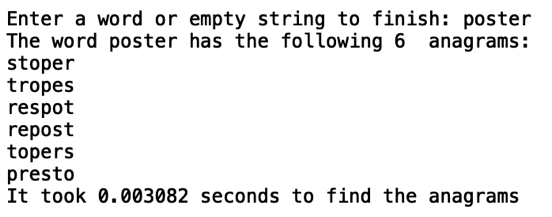 Enter a word or empty string to finish: poster
The word poster has the following 6  anagrams:
stoper
tropes
respot
repost
topers
presto
It took 0.003082 seconds to find the anagrams